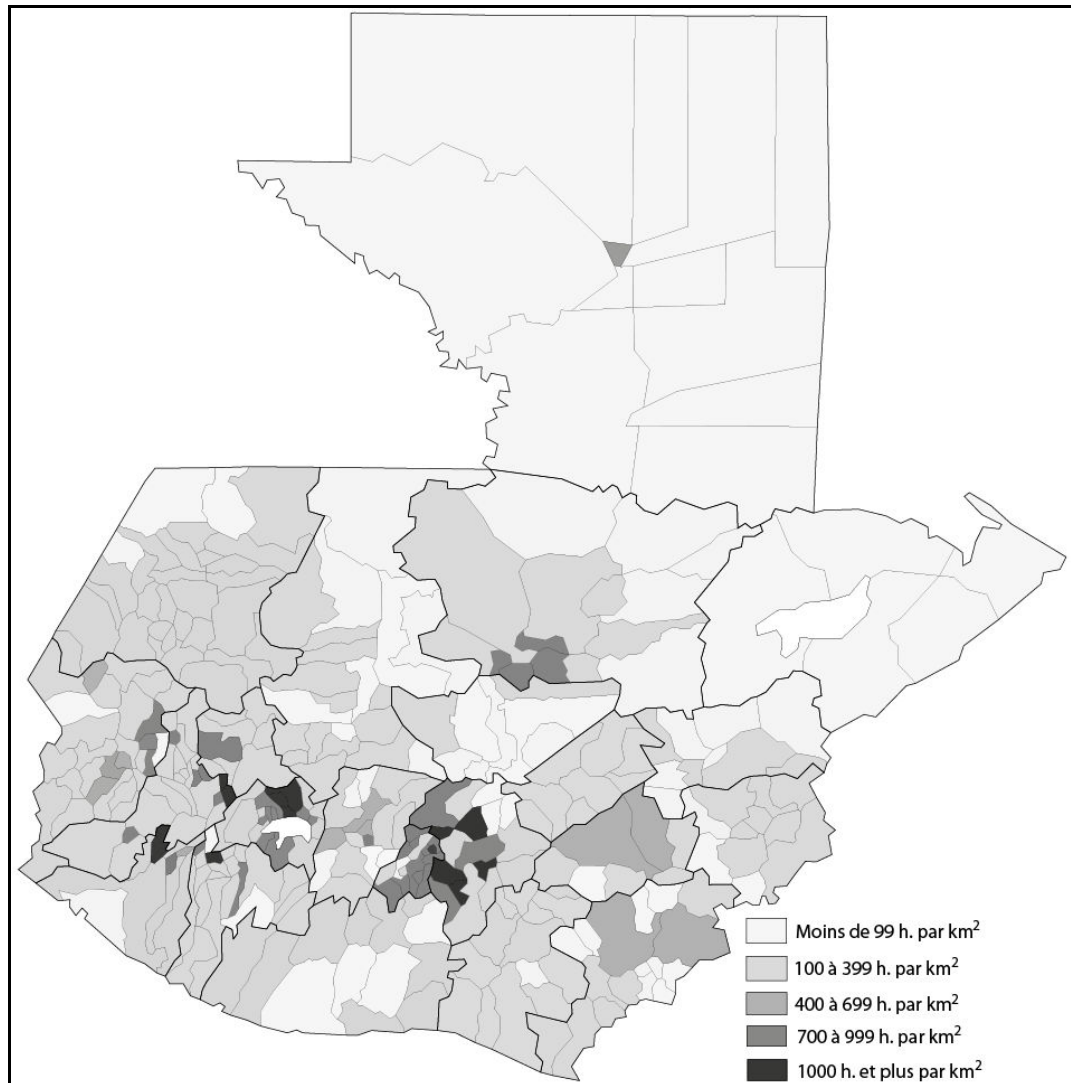 Moins de 99 h. par km²
100 à 399 h. par km²
400 à 699 h. par km²
700 à 999 h. par km²
1000 h. et plus par km²